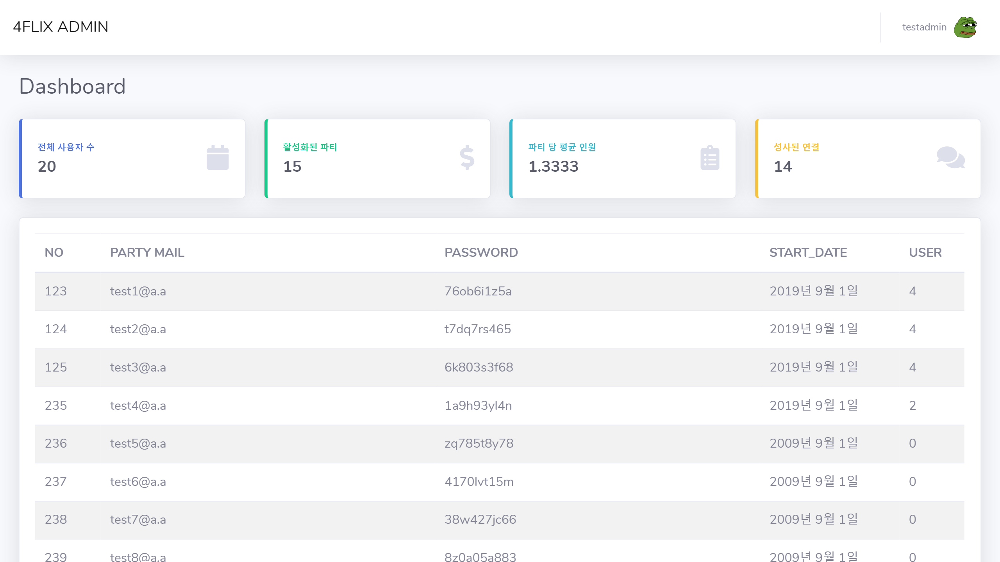 4FLIX ADMIN
testadmin
Dashboard
전체 사용자 수
20
활성화된 파티
15
파티 당 평균 인원
1.3333
성사된 연결
14
NO PARTY MAIL PASSWORD START_DATE USER
123 test1@a.a 76ob6i1z5a 2019년 9월 1일 4
124 test2@a.a t7dq7rs465 2019년 9월 1일 4
125 test3@a.a 6k803s3f68 2019년 9월 1일 4
235 test4@a.a 1a9h93yl4n 2019년 9월 1일 2
236 test5@a.a zq785t8y78 2009년 9월 1일 0
237 test6@a.a 4170lvt15m 2009년 9월 1일 0
238 test7@a.a 38w427jc66 2009년 9월 1일 0
239 test8@a.a 8z0a05a883 2009년 9월 1일 0